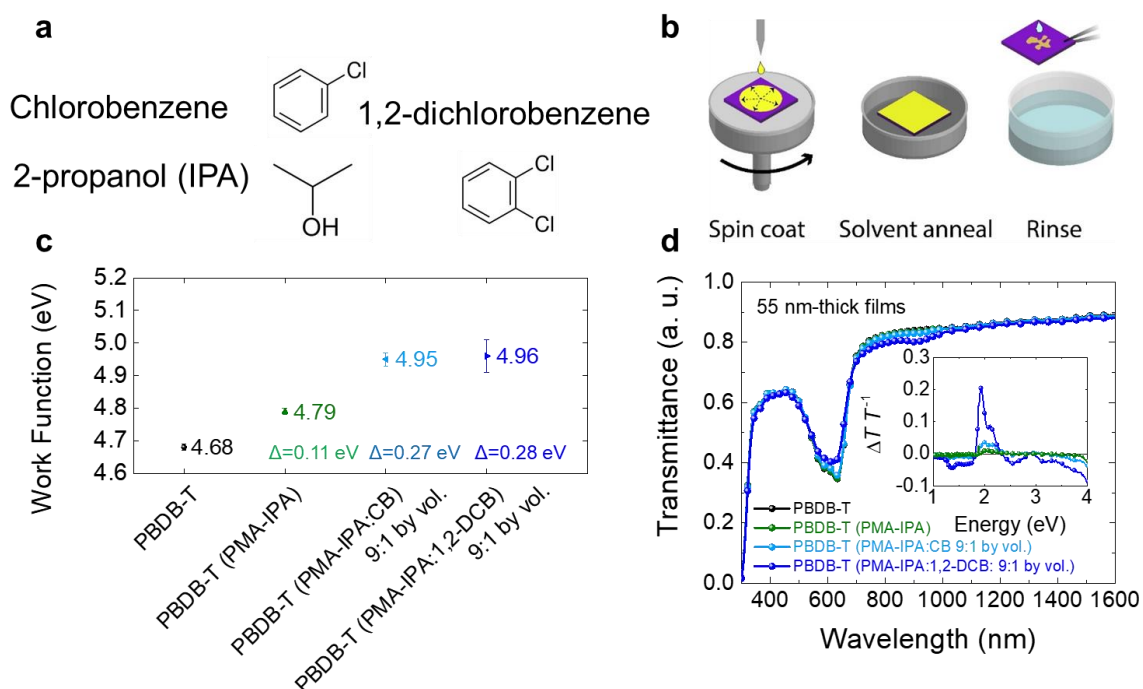 a
Chlorobenzene
Cl
1,2-dichlorobenzene
2-propanol (IPA)
OH
Cl
Cl
b
Spin coat
Solvent anneal
Rinse
c
Work Function (eV)
5.2
5.1
5.0
4.9
4.8
4.7
4.6
4.68
4.79
4.95
4.96
Δ=0.11 eV
Δ=0.27 eV
Δ=0.28 eV
PBDB-T
PBDB-T (PMA-IPA)
PBDB-T (PMA-IPA:CB)
9:1 by vol.
PBDB-T (PMA-IPA:1,2-DCB)
9:1 by vol.
d
Transmittance (a. u.)
1.0
0.8
0.6
0.4
0.2
0.0
55 nm-thick films
ΔT T⁻¹
0.3
0.2
0.1
0.0
-0.1
1 2 3 4
Energy (eV)
PBDB-T
PBDB-T (PMA-IPA)
PBDB-T (PMA-IPA:CB 9:1 by vol.)
PBDB-T (PMA-IPA:1,2-DCB: 9:1 by vol.)
400 600 800 1000 1200 1400 1600
Wavelength (nm)